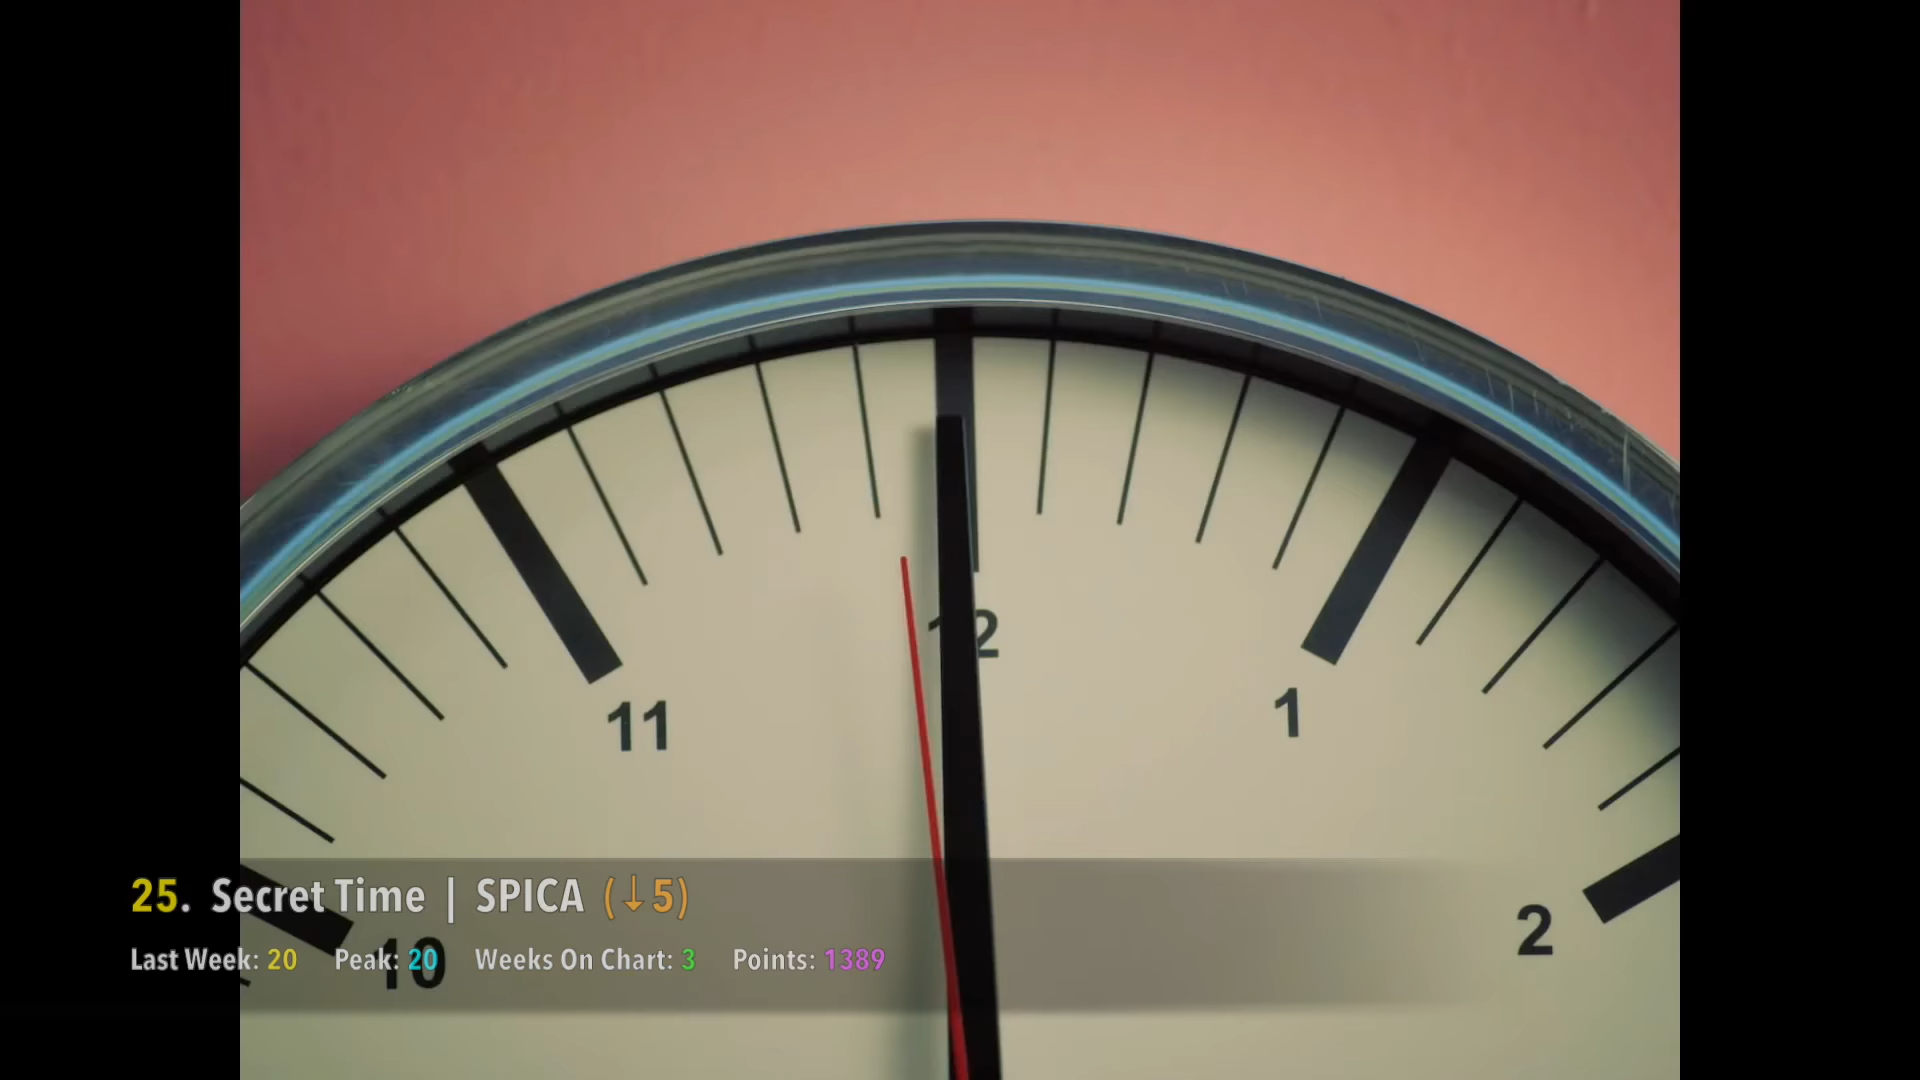 12
11
1
2
10
25. Secret Time | SPICA (↓5)
Last Week: 20 Peak: 20 Weeks On Chart: 3 Points: 1389